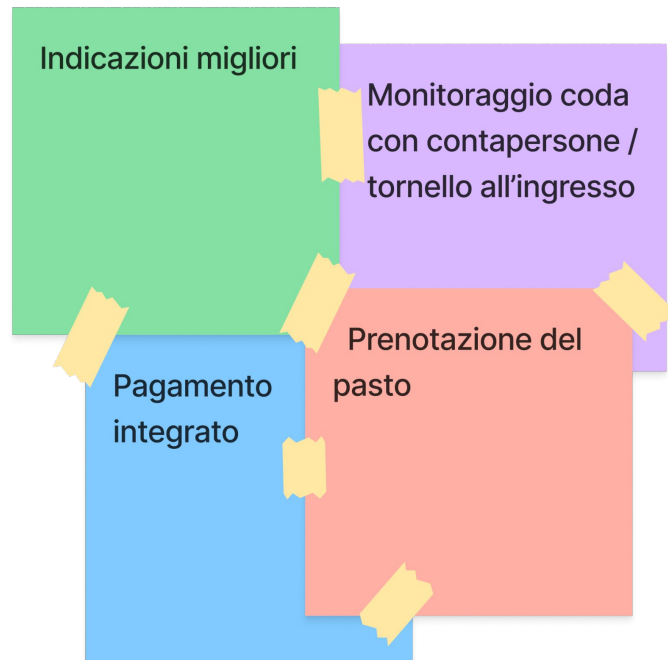 Indicazioni migliori
Monitoraggio coda
con contapersone /
tornello all’ingresso
Prenotazione del
pasto
Pagamento
integrato